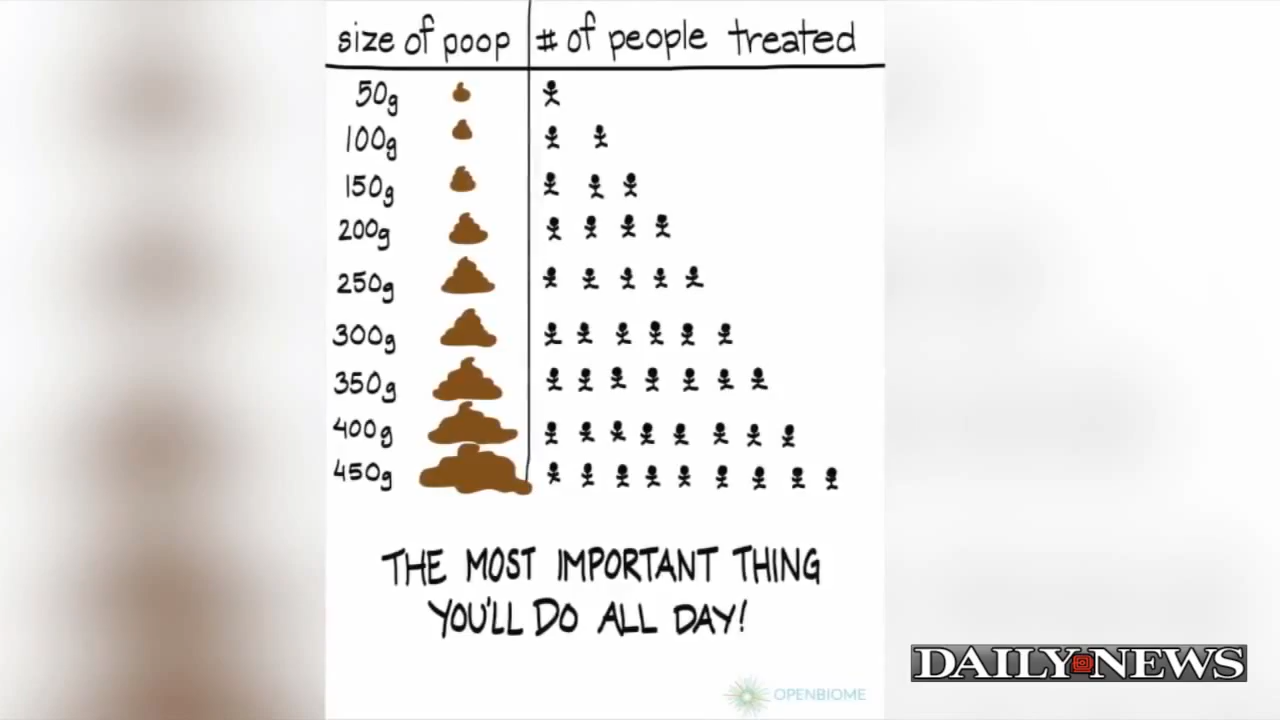 size of poop # of people treated
50g
100g
150g
200g
250g
300g
350g
400g
450g
THE MOST IMPORTANT THING
YOU'LL DO ALL DAY!
OPENBIOME
DAILY NEWS